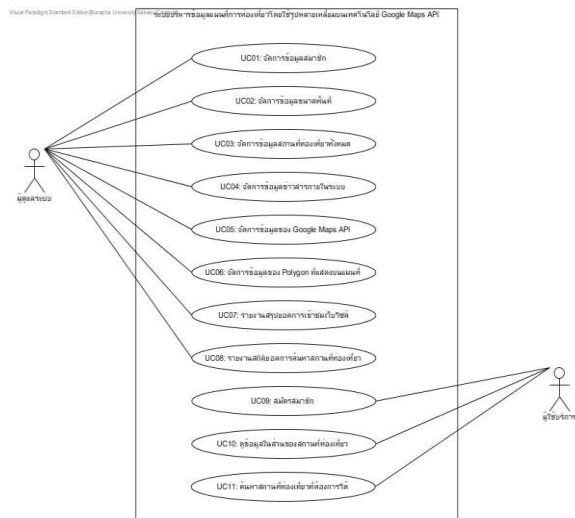 Visual Paradigm Standard Edition(Burapha University)
ระบบบริหารข้อมูลแผนที่การท่องเที่ยวโดยใช้รูปหลายเหลี่ยมบนเทคโนโลยี Google Maps API
UC01: จัดการข้อมูลสมาชิก
UC02: จัดการข้อมูลขนาดพื้นที่
UC03: จัดการข้อมูลสถานที่ท่องเที่ยวทั้งหมด
UC04: จัดการข้อมูลข่าวสารภายในระบบ
ผู้ดูแลระบบ
UC05: จัดการข้อมูลของ Google Maps API
UC06: จัดการข้อมูลของ Polygon ที่แสดงบนแผนที่
UC07: รายงานสรุปยอดการเข้าชมเว็บไซต์
UC08: รายงานสถิติยอดการค้นหาสถานที่ท่องเที่ยว
UC09: สมัครสมาชิก
ผู้ใช้บริการ
UC10: ดูข้อมูลในส่วนของสถานที่ท่องเที่ยว
UC11: ค้นหาสถานที่ท่องเที่ยวที่ต้องการได้